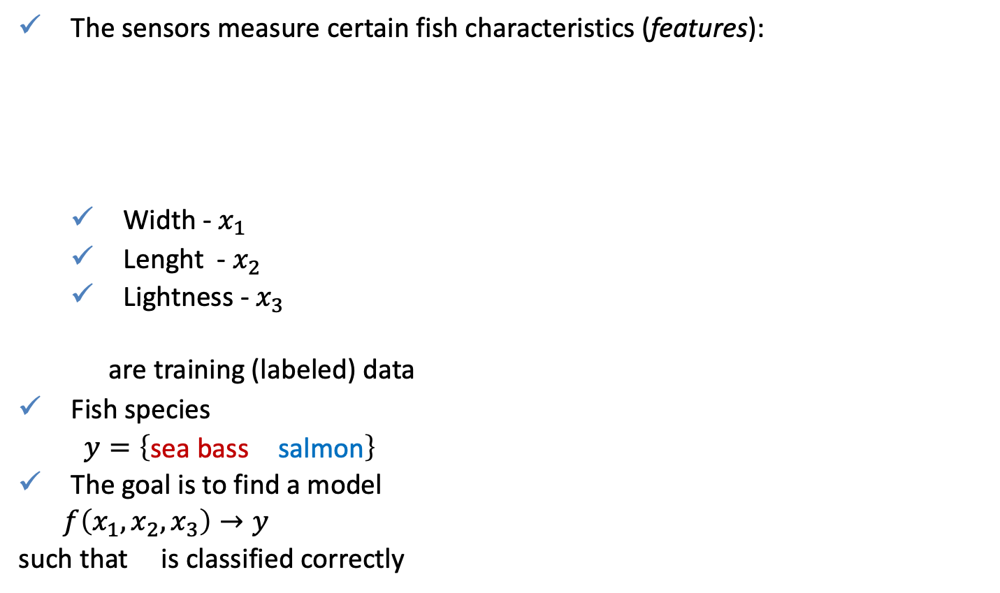 ✓ The sensors measure certain fish characteristics (features):
✓ Width - x₁
✓ Lenght - x₂
✓ Lightness - x₃
are training (labeled) data
✓ Fish species
y = {sea bass salmon}
✓ The goal is to find a model
f(x₁, x₂, x₃) → y
such that is classified correctly